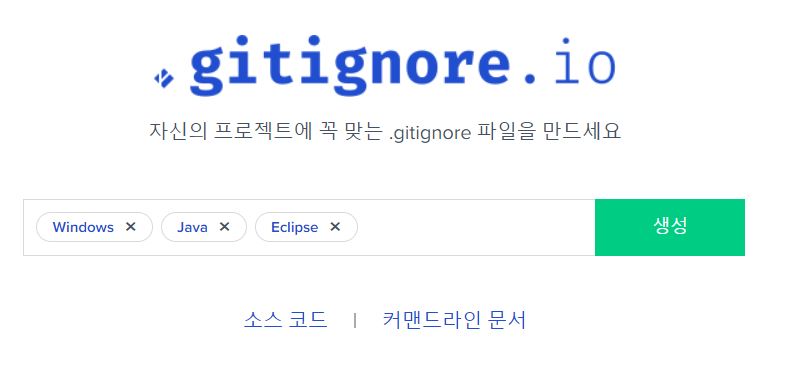 gitignore.io
자신의 프로젝트에 꼭 맞는 .gitignore 파일을 만드세요
Windows × Java × Eclipse × 생성
소스 코드 | 커맨드라인 문서